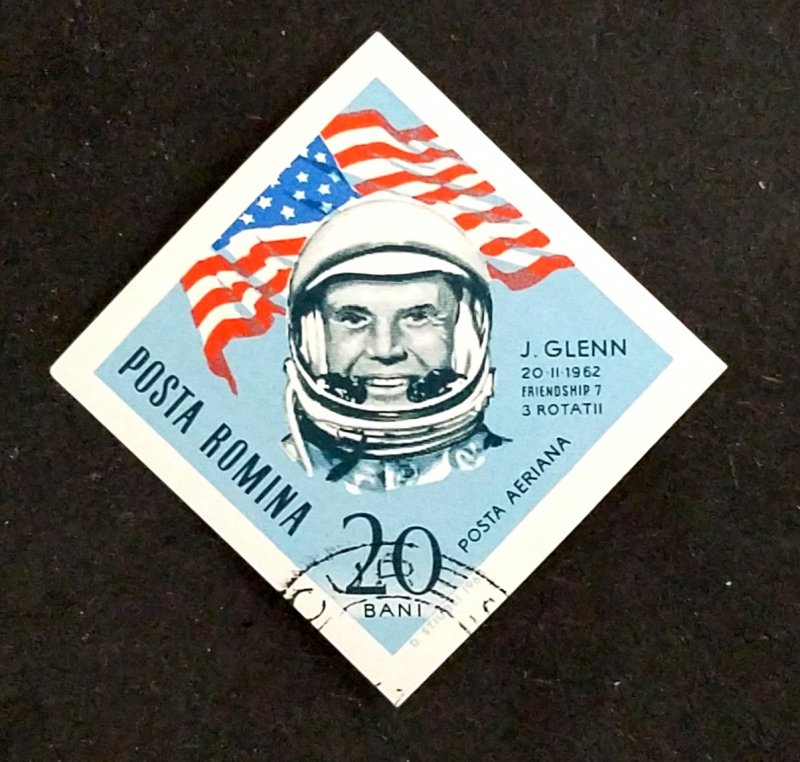 J. GLENN
20·II·1962
FRIENDSHIP 7
3 ROTATII
POSTA ROMINA
POSTA AERIANA
20
BANI